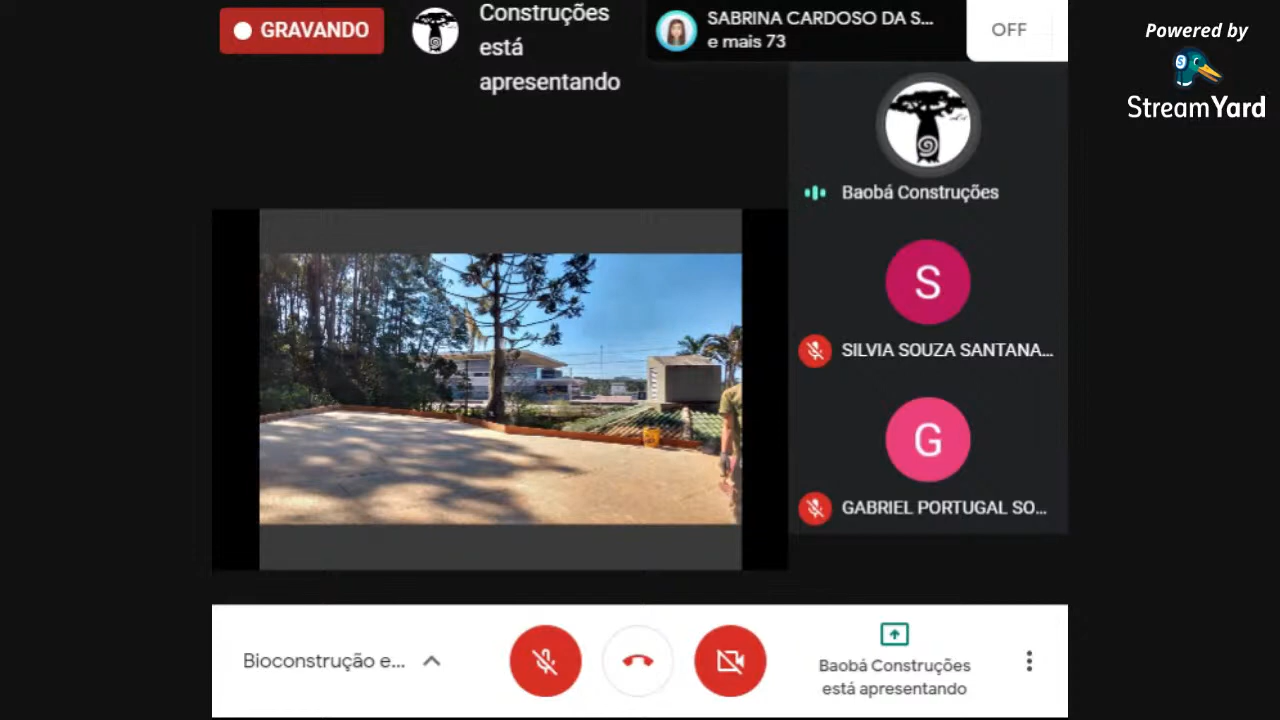 GRAVANDO
Construções
está
apresentando
SABRINA CARDOSO DA S...
e mais 73
OFF
Powered by
StreamYard
Baobá Construções
S
SILVIA SOUZA SANTANA...
G
GABRIEL PORTUGAL SO...
Bioconstrução e...
Baobá Construções
está apresentando